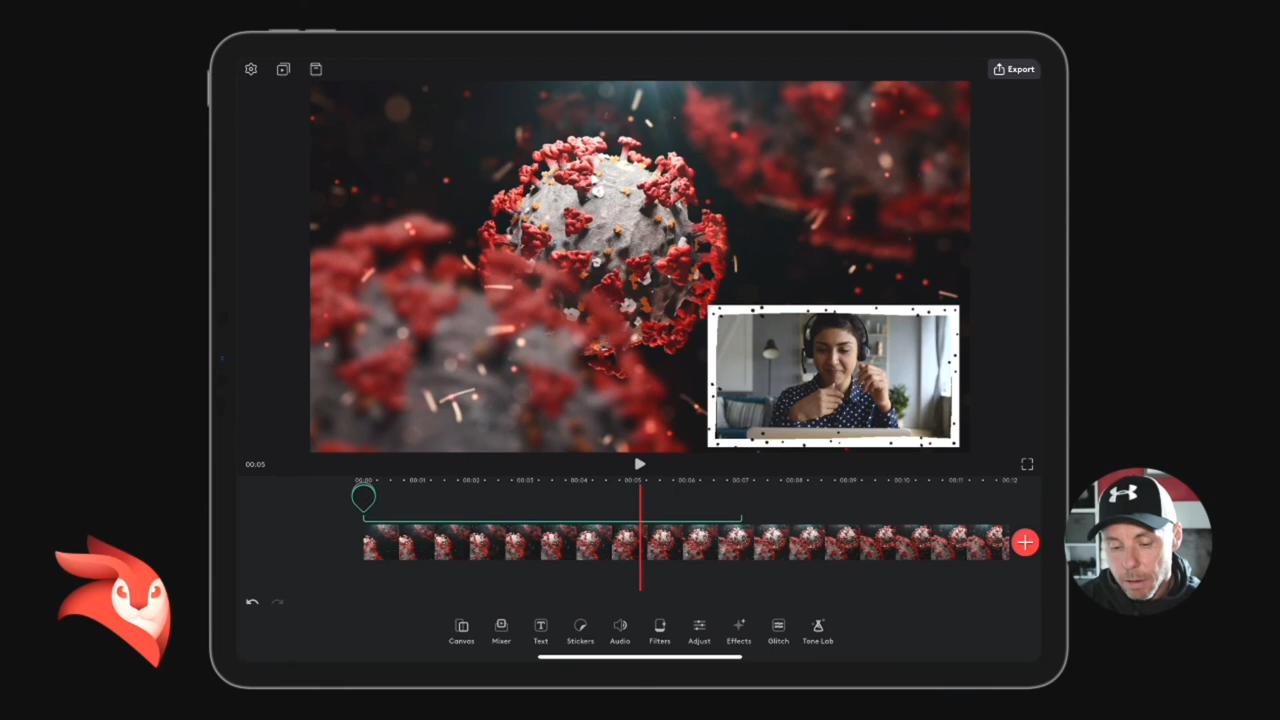 Export
00:05
00:00 00:01 00:02 00:03 00:04 00:05 00:06 00:07 00:08 00:09 00:10 00:11 00:12
Canvas Mixer Text Stickers Audio Filters Adjust Effects Glitch Tone Lab